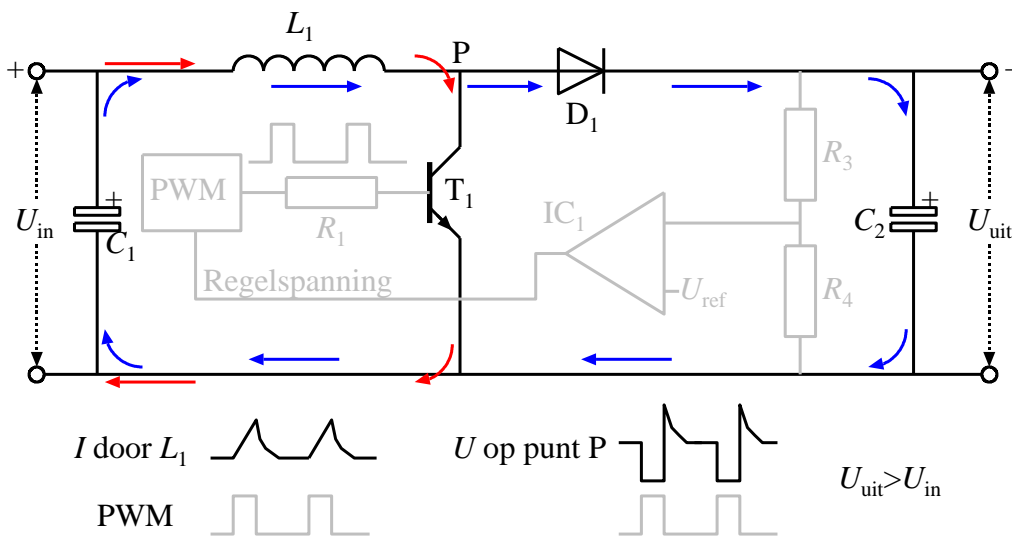 L1
P
+
+
D1
PWM
T1
R3
+
+
Uin
C1
R1
IC1
C2
Uuit
Regelspanning
Uref
R4
I door L1
U op punt P
Uuit>Uin
PWM